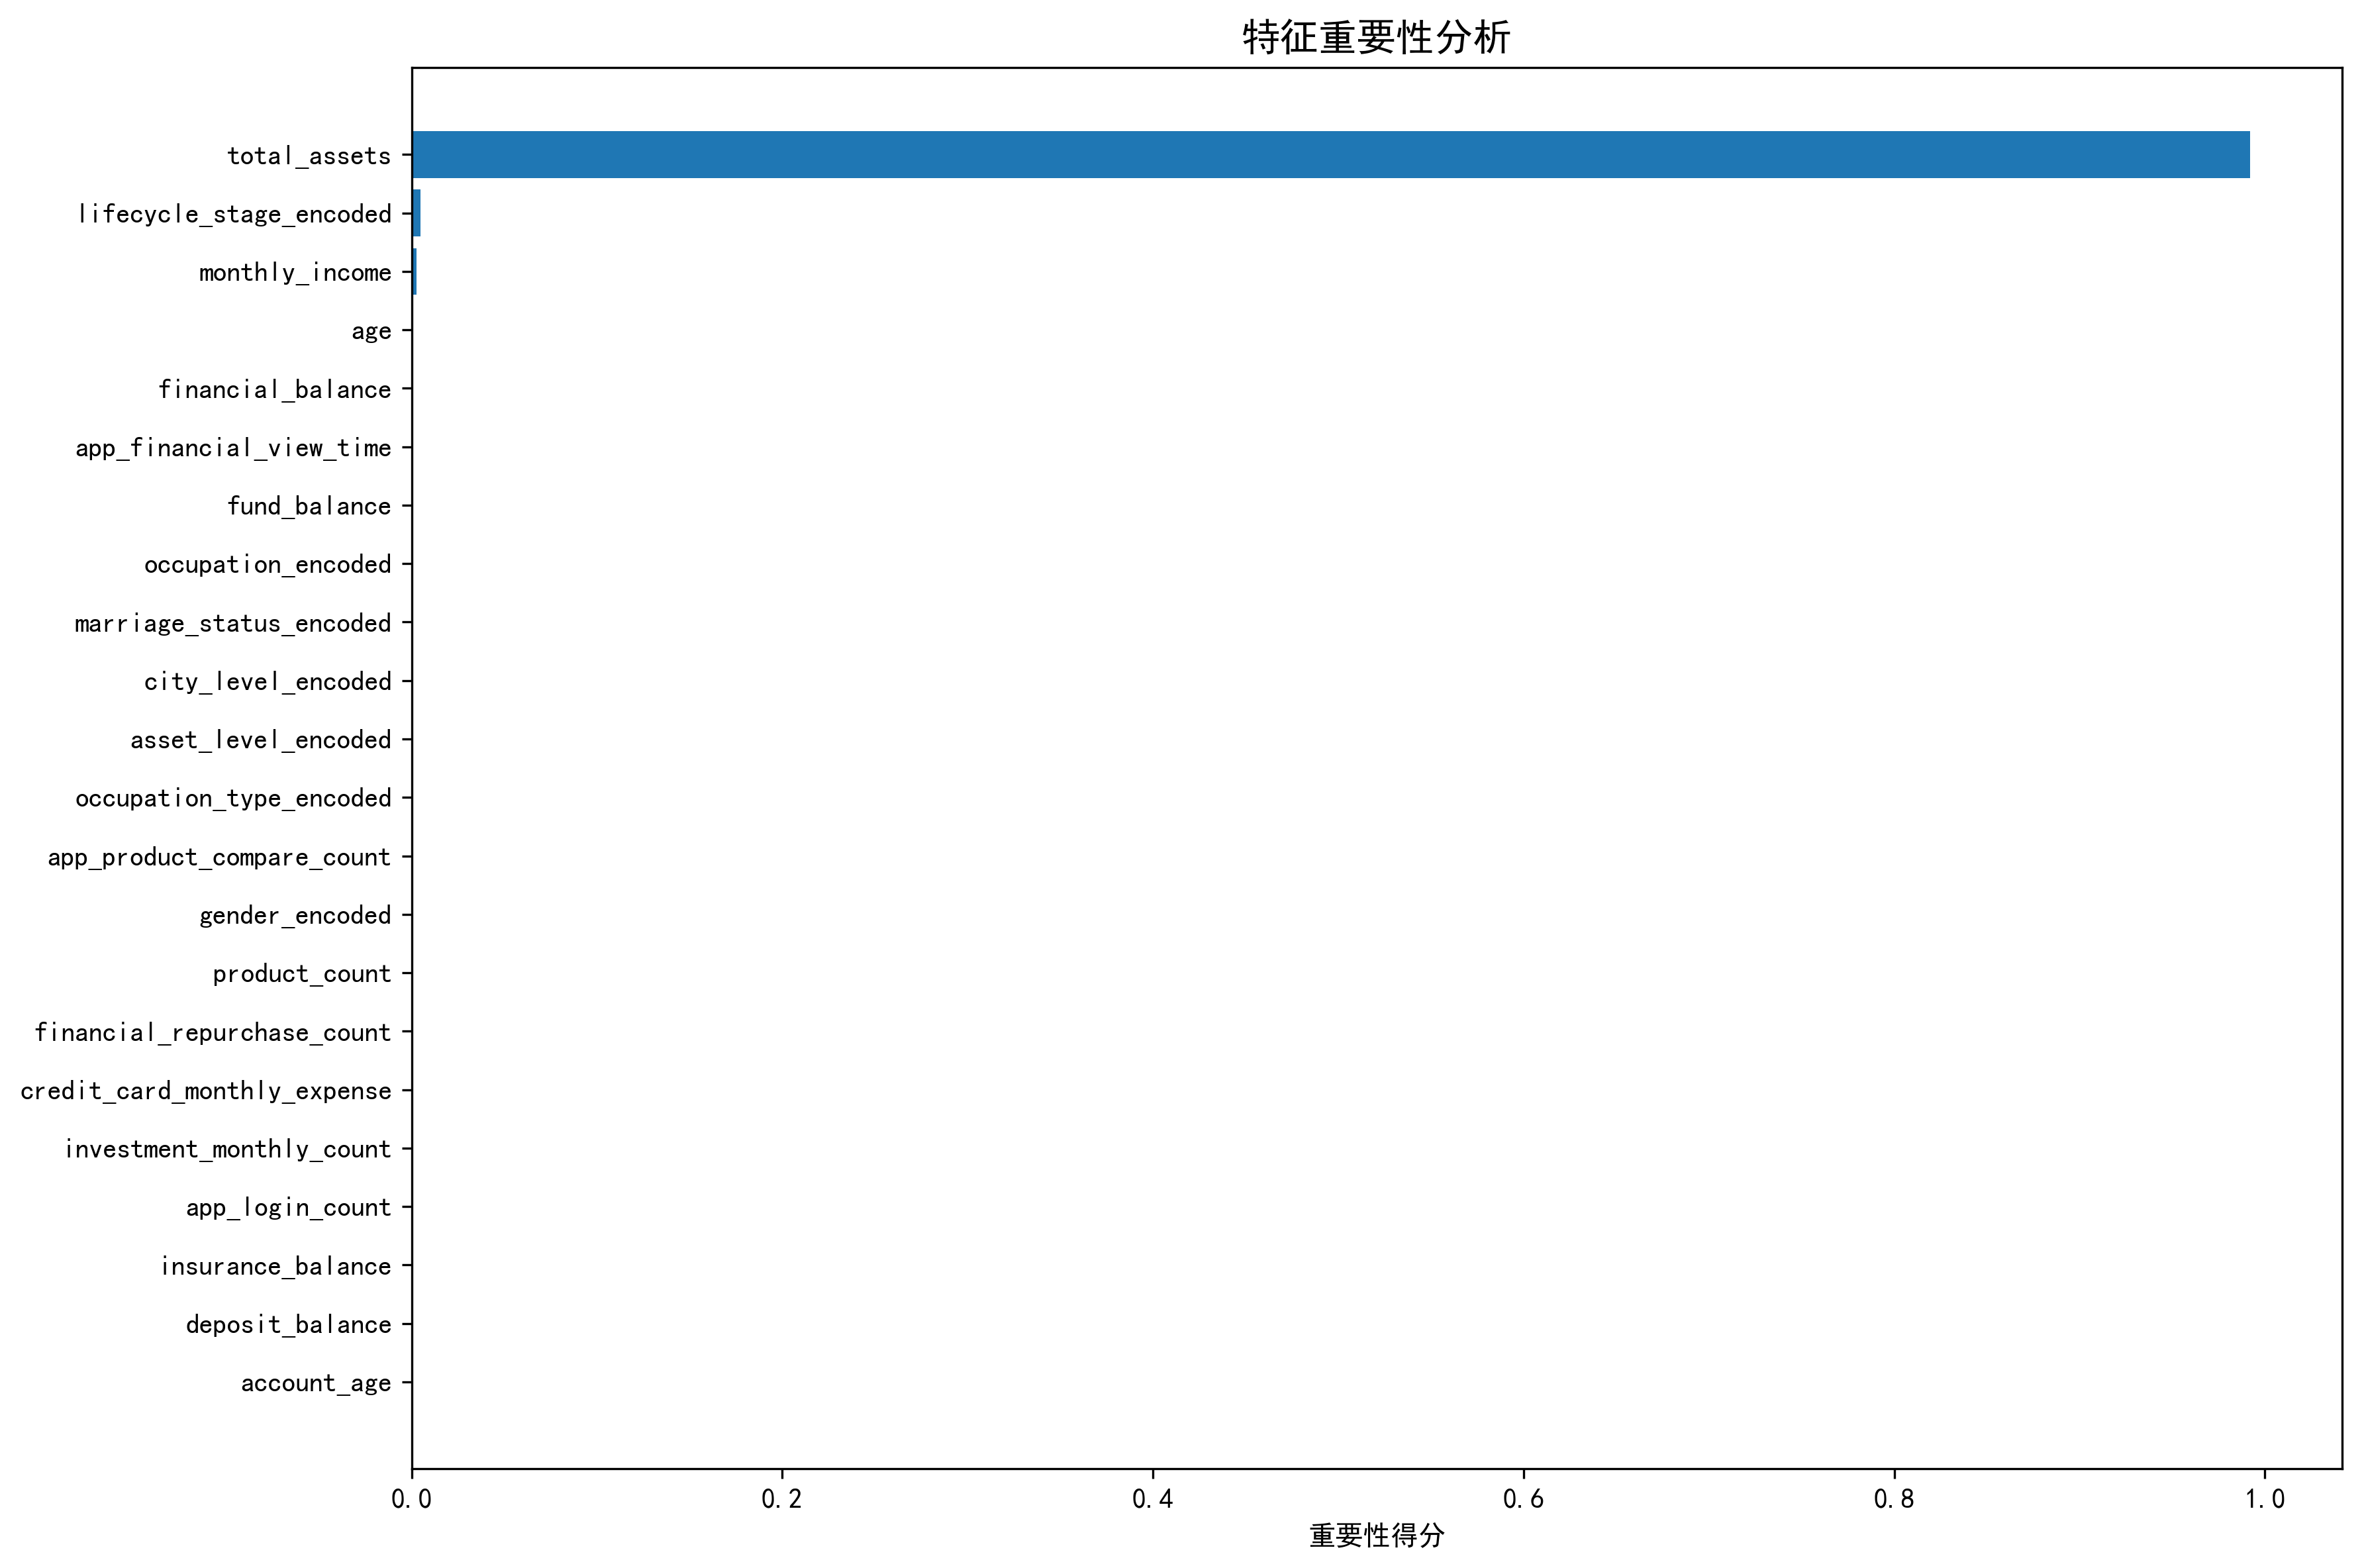 特征重要性分析
total_assets
lifecycle_stage_encoded
monthly_income
age
financial_balance
app_financial_view_time
fund_balance
occupation_encoded
marriage_status_encoded
city_level_encoded
asset_level_encoded
occupation_type_encoded
app_product_compare_count
gender_encoded
product_count
financial_repurchase_count
credit_card_monthly_expense
investment_monthly_count
app_login_count
insurance_balance
deposit_balance
account_age
0.0 0.2 0.4 0.6 0.8 1.0
重要性得分